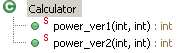 Calculator
S power_ver1(int, int) : int
S power_ver2(int, int) : int